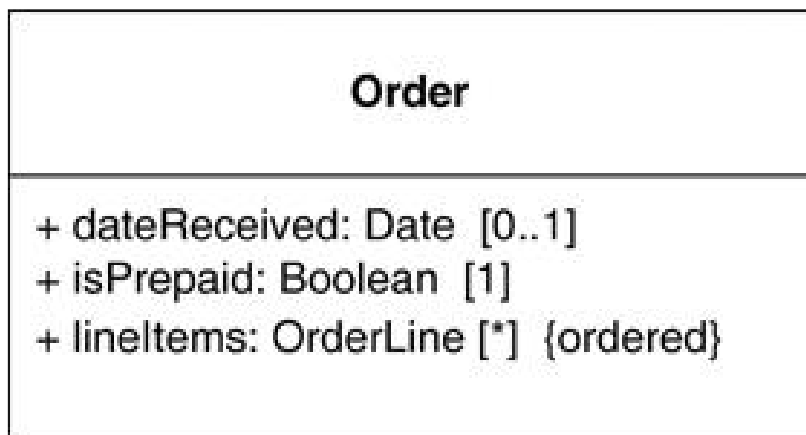 Order
+ dateReceived: Date [0..1]
+ isPrepaid: Boolean [1]
+ lineItems: OrderLine [*] {ordered}